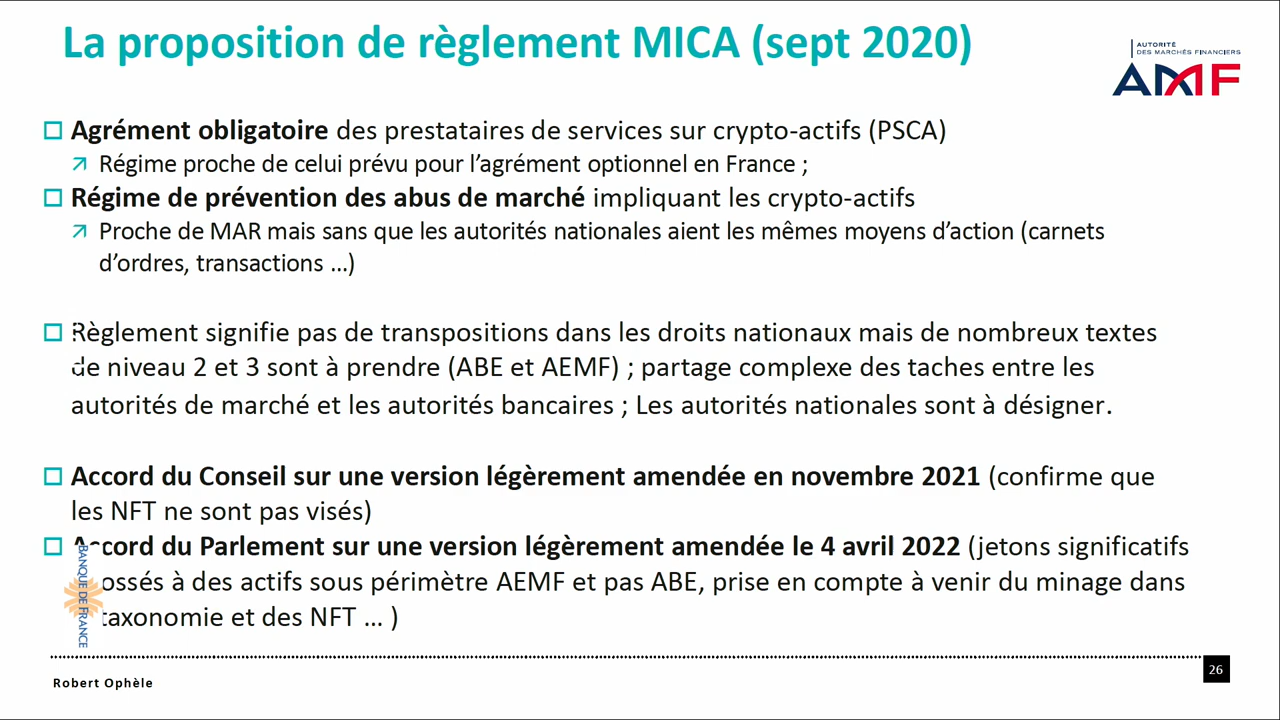 La proposition de règlement MICA (sept 2020)
AUTORITÉ
DES MARCHÉS FINANCIERS
AMF
Agrément obligatoire des prestataires de services sur crypto-actifs (PSCA)
Régime proche de celui prévu pour l’agrément optionnel en France ;
Régime de prévention des abus de marché impliquant les crypto-actifs
Proche de MAR mais sans que les autorités nationales aient les mêmes moyens d’action (carnets
d’ordres, transactions …)
Règlement signifie pas de transpositions dans les droits nationaux mais de nombreux textes
de niveau 2 et 3 sont à prendre (ABE et AEMF) ; partage complexe des taches entre les
autorités de marché et les autorités bancaires ; Les autorités nationales sont à désigner.
Accord du Conseil sur une version légèrement amendée en novembre 2021 (confirme que
les NFT ne sont pas visés)
Accord du Parlement sur une version légèrement amendée le 4 avril 2022 (jetons significatifs
à des actifs sous périmètre AEMF et pas ABE, prise en compte à venir du minage dans
taxonomie et des NFT … )
BANQUE DE FRANCE
Robert Ophèle
26